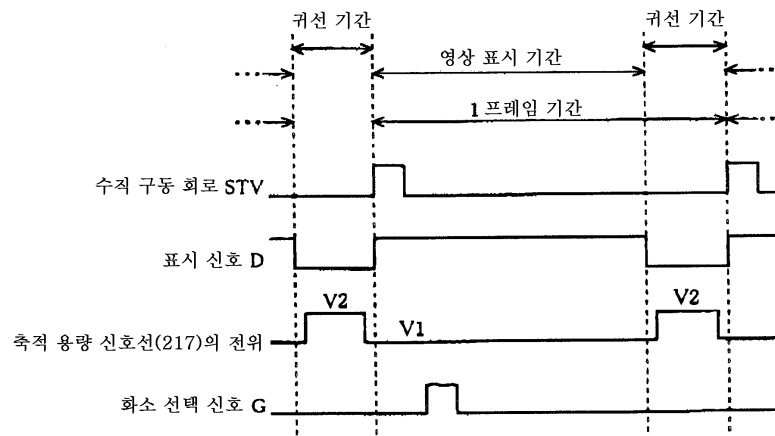 귀선 기간 귀선 기간
영상 표시 기간
1 프레임 기간
수직 구동 회로 STV
표시 신호 D
V2 V2
축적 용량 신호선(217)의 전위 V1
화소 선택 신호 G